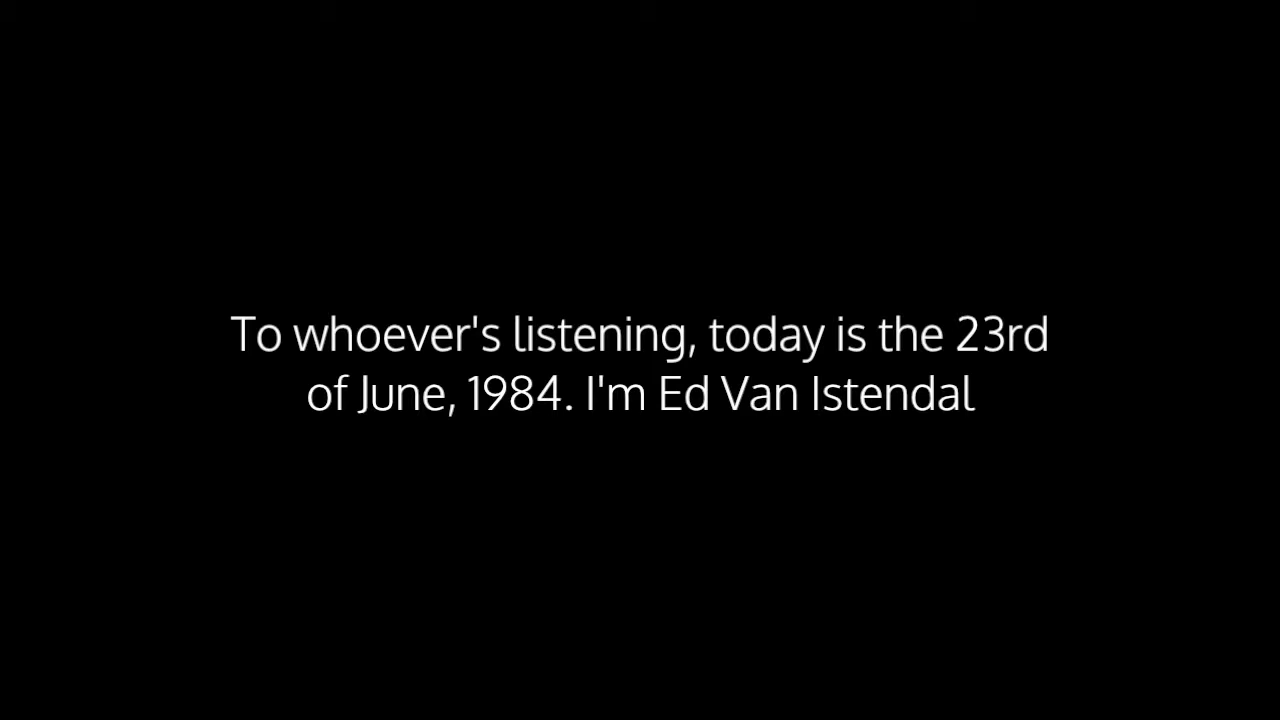 To whoever's listening, today is the 23rd
of June, 1984. I'm Ed Van Istendal